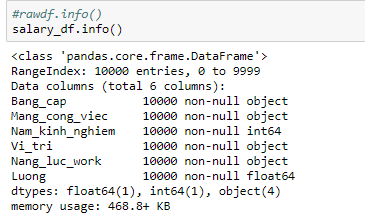 #rawdf.info()
salary_df.info()
<class 'pandas.core.frame.DataFrame'>
RangeIndex: 10000 entries, 0 to 9999
Data columns (total 6 columns):
Bang_cap 10000 non-null object
Mang_cong_viec 10000 non-null object
Nam_kinh_nghiem 10000 non-null int64
Vi_tri 10000 non-null object
Nang_luc_work 10000 non-null object
Luong 10000 non-null float64
dtypes: float64(1), int64(1), object(4)
memory usage: 468.8+ KB